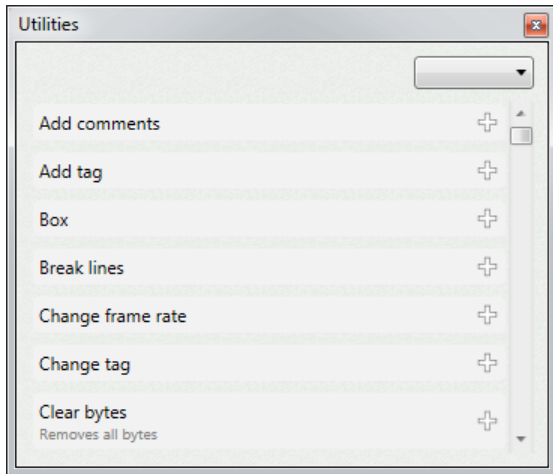 Utilities
Add comments
Add tag
Box
Break lines
Change frame rate
Change tag
Clear bytes
Removes all bytes